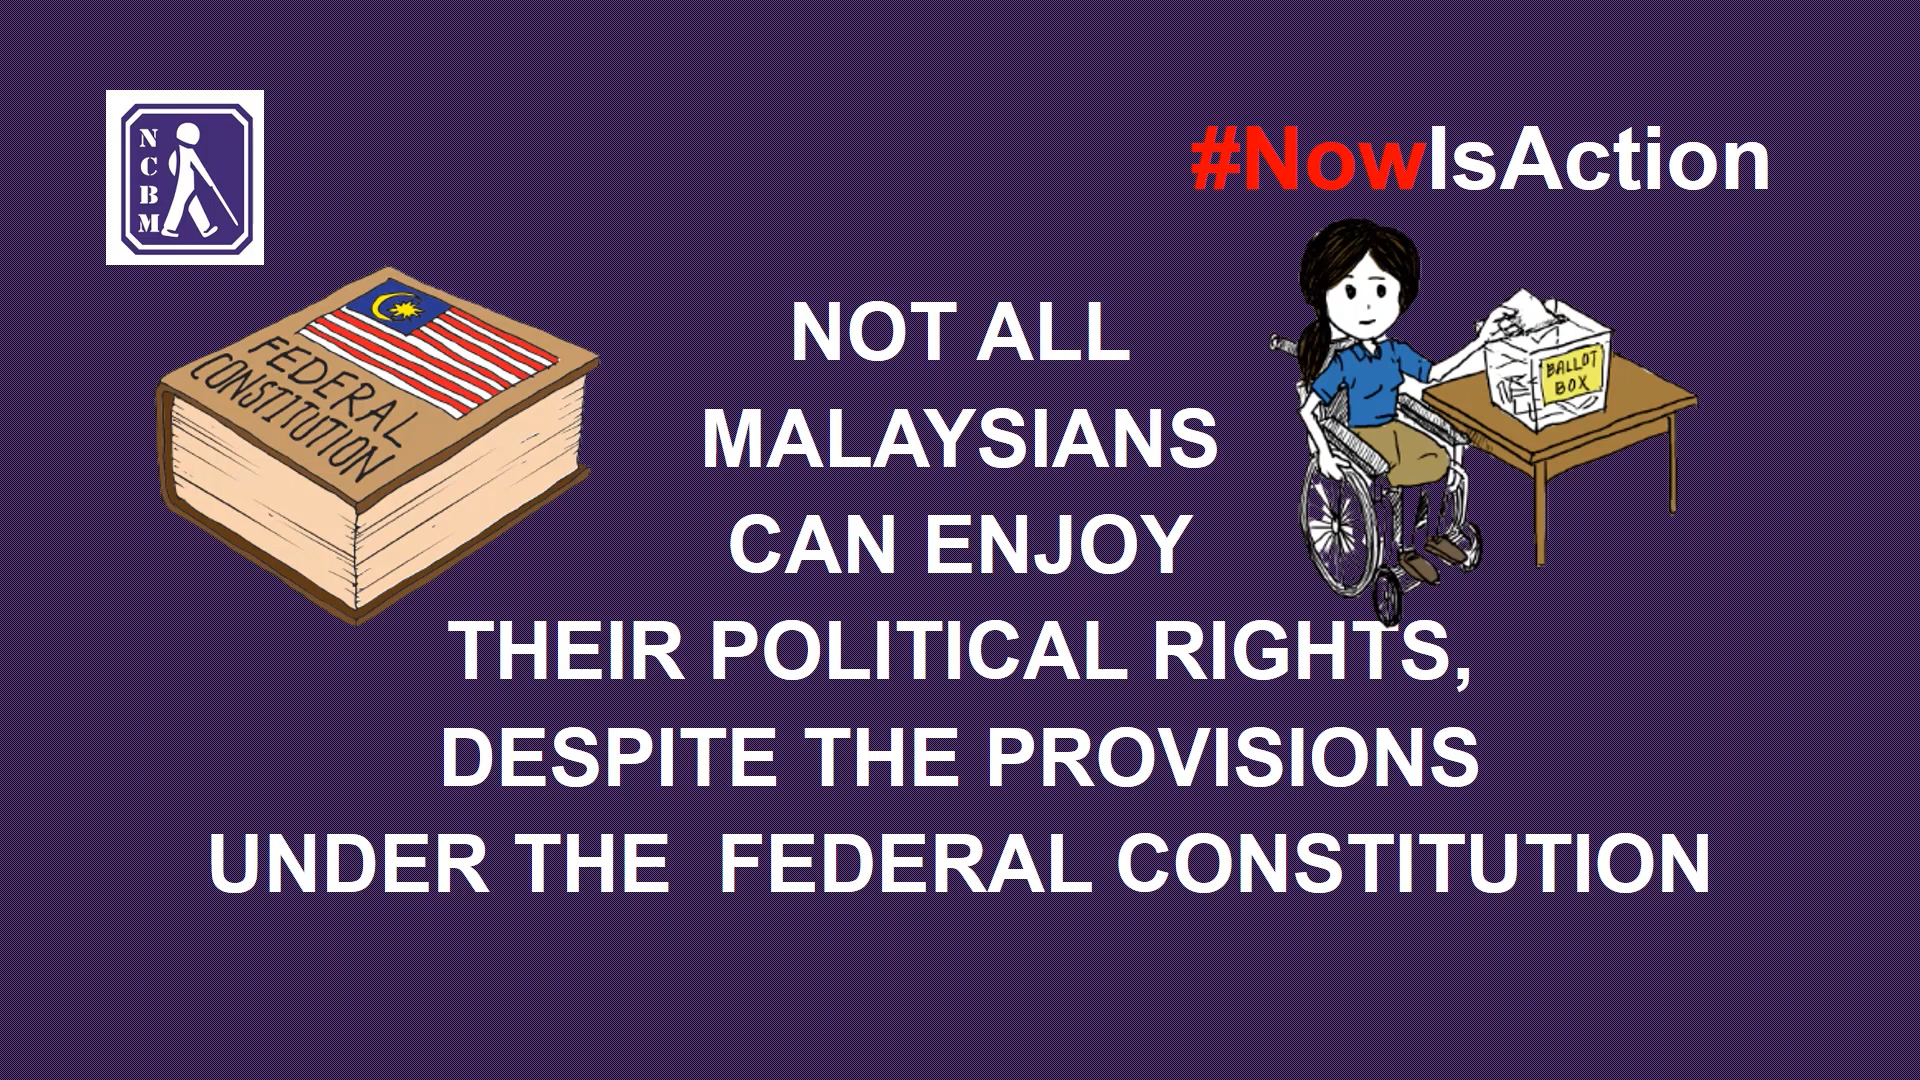 N
C
B
M
#NowIsAction
FEDERAL
CONSTITUTION
BALLOT
BOX
NOT ALL
MALAYSIANS
CAN ENJOY
THEIR POLITICAL RIGHTS,
DESPITE THE PROVISIONS
UNDER THE  FEDERAL CONSTITUTION